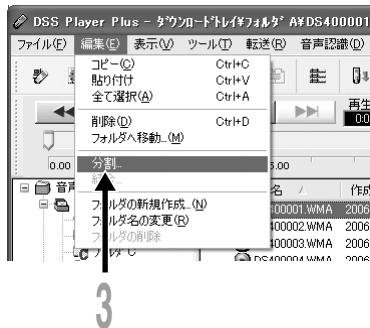 DSS Player Plus - ﾀﾞｳﾝﾛｰﾄﾞﾄﾚｲ(ﾌｫﾙﾀﾞ A¥DS400001
ファイル(F) 編集(E) 表示(V) ツール(T) 転送(R) 音声認識(D)
コピー(C) Ctrl+C
貼り付け Ctrl+V
全て選択(A) Ctrl+A
削除(D) Ctrl+D
フォルダへ移動...(M)
分割...
フォルダの新規作成...(N)
フォルダ名の変更(R)
フォルダの削除
再生
0.00
5.00
音声
名 / 作成
400001.WMA 2006
400002.WMA 2006
400003.WMA 2006
DS400004.WMA 2006
フォルダ C
3